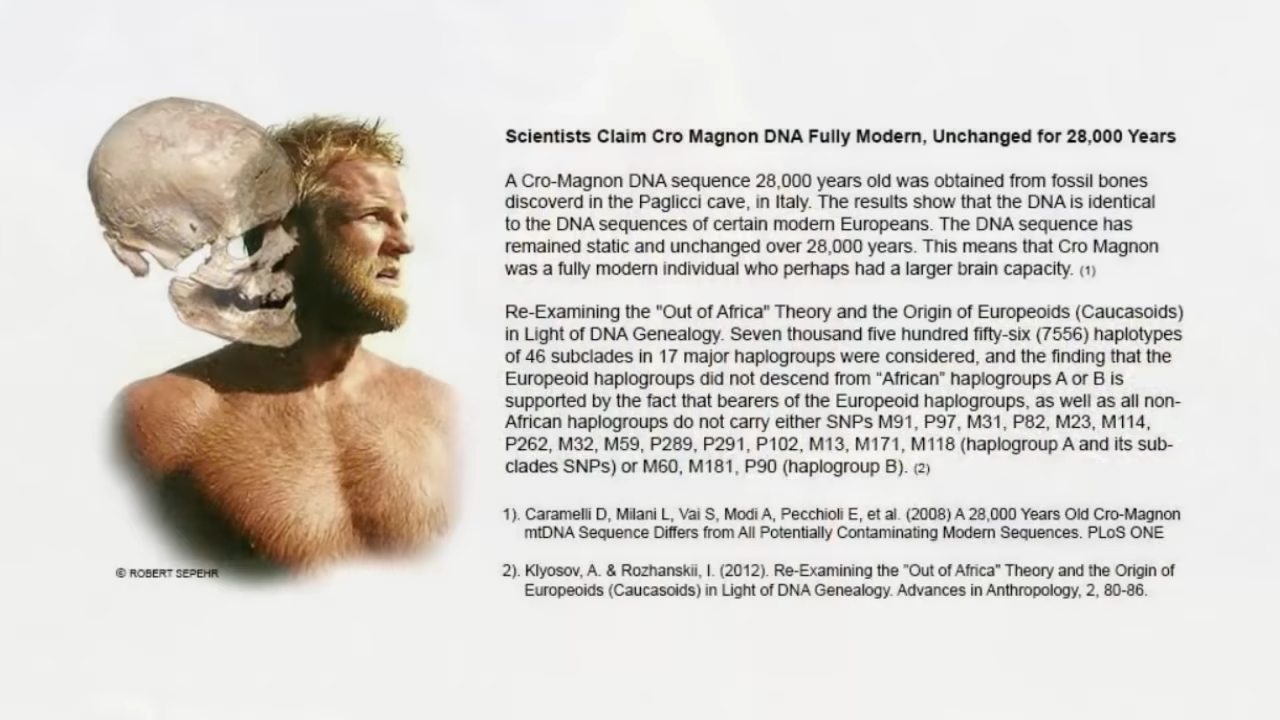 Scientists Claim Cro Magnon DNA Fully Modern, Unchanged for 28,000 Years
A Cro-Magnon DNA sequence 28,000 years old was obtained from fossil bones
discoverd in the Paglicci cave, in Italy. The results show that the DNA is identical
to the DNA sequences of certain modern Europeans. The DNA sequence has
remained static and unchanged over 28,000 years. This means that Cro Magnon
was a fully modern individual who perhaps had a larger brain capacity. (1)
Re-Examining the "Out of Africa" Theory and the Origin of Europeoids (Caucasoids)
in Light of DNA Genealogy. Seven thousand five hundred fifty-six (7556) haplotypes
of 46 subclades in 17 major haplogroups were considered, and the finding that the
Europeoid haplogroups did not descend from “African” haplogroups A or B is
supported by the fact that bearers of the Europeoid haplogroups, as well as all non-
African haplogroups do not carry either SNPs M91, P97, M31, P82, M23, M114,
P262, M32, M59, P289, P291, P102, M13, M171, M118 (haplogroup A and its sub-
clades SNPs) or M60, M181, P90 (haplogroup B). (2)
1). Caramelli D, Milani L, Vai S, Modi A, Pecchioli E, et al. (2008) A 28,000 Years Old Cro-Magnon
mtDNA Sequence Differs from All Potentially Contaminating Modern Sequences. PLoS ONE
2). Klyosov, A. & Rozhanskii, I. (2012). Re-Examining the "Out of Africa" Theory and the Origin of
Europeoids (Caucasoids) in Light of DNA Genealogy. Advances in Anthropology, 2, 80-86.
© ROBERT SEPEHR